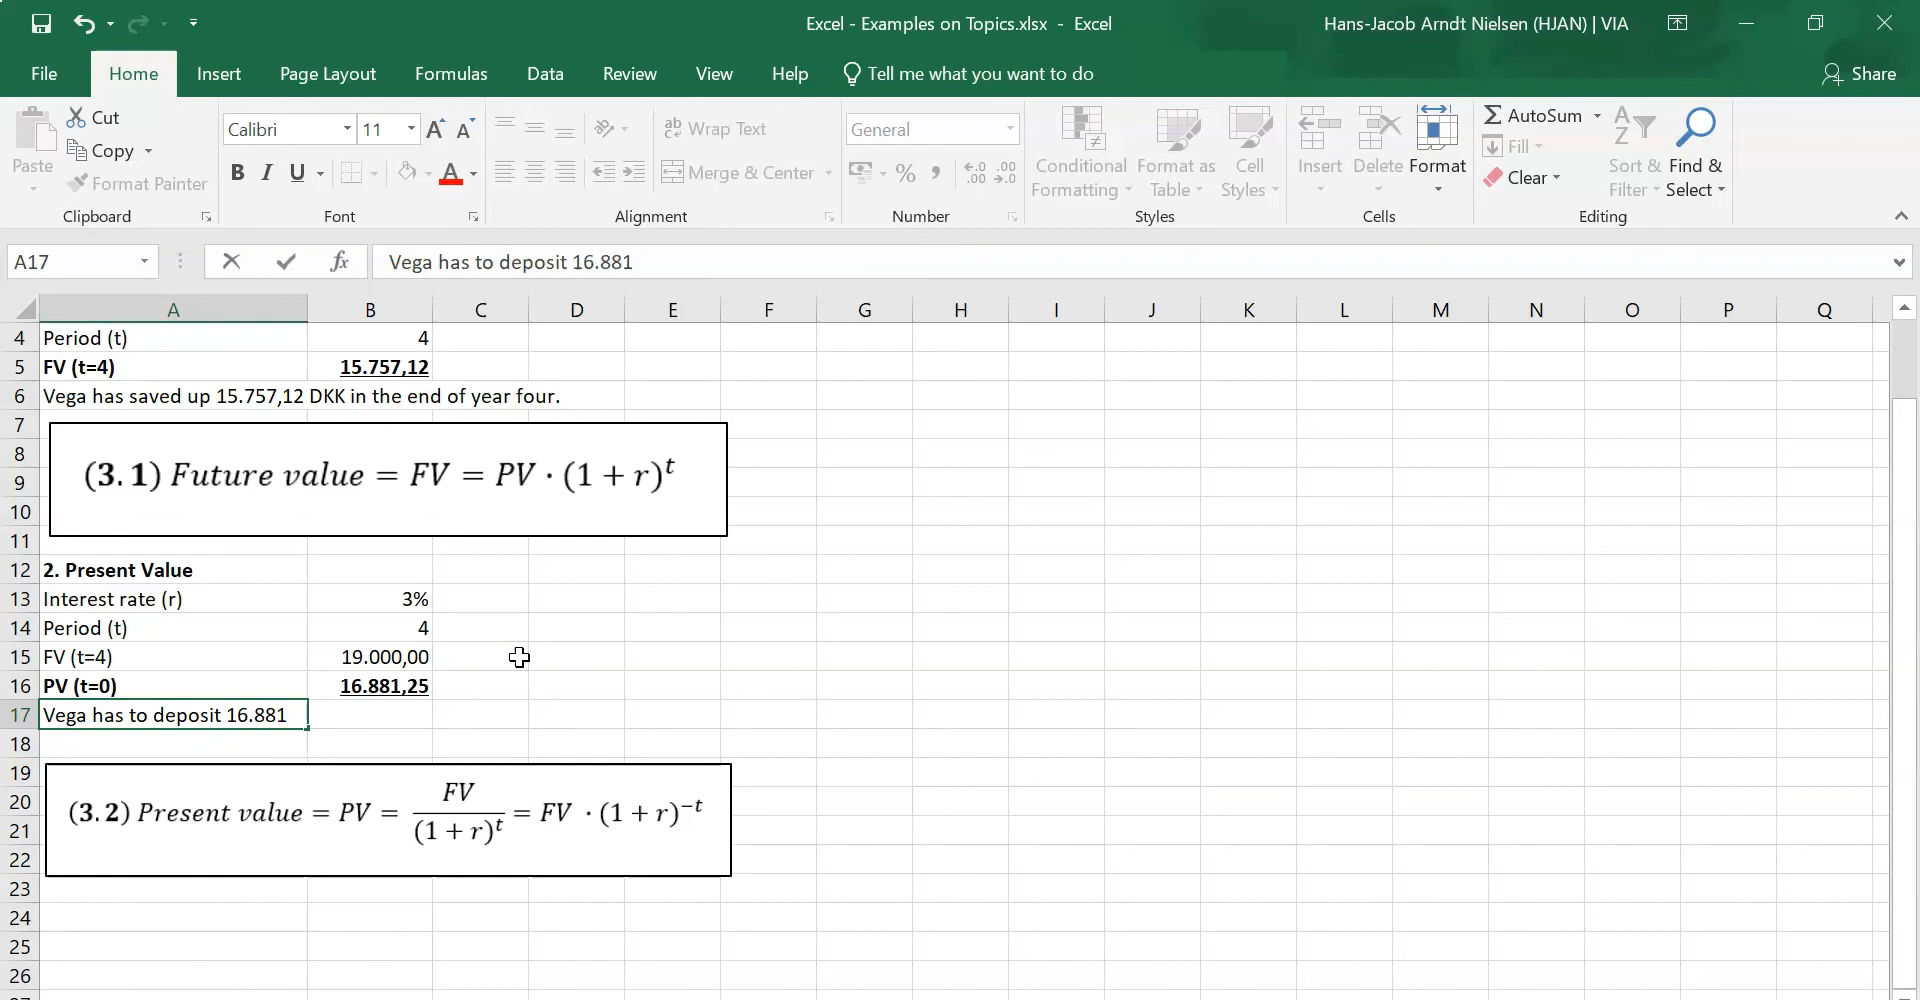 Excel - Examples on Topics.xlsx - Excel
Hans-Jacob Arndt Nielsen (HJAN) | VIA
File Home Insert Page Layout Formulas Data Review View Help Tell me what you want to do Share
Paste
Cut
Copy
Format Painter
Clipboard
Calibri 11 A A
B I U A
Font
ab Wrap Text
Merge & Center
Alignment
General
% , ←.0 .00 .00 →.0
Number
Conditional Formatting
Format as Table
Cell Styles
Styles
Insert Delete Format
Cells
AutoSum
Fill
Clear
Sort & Filter
Find & Select
Editing
A17 fx Vega has to deposit 16.881
A B C D E F G H I J K L M N O P Q
4 Period (t) 4
5 FV (t=4) 15.757,12
6 Vega has saved up 15.757,12 DKK in the end of year four.
7
8
9 (3.1) Future value = FV = PV · (1 + r)^t
10
11
12 2. Present Value
13 Interest rate (r) 3%
14 Period (t) 4
15 FV (t=4) 19.000,00
16 PV (t=0) 16.881,25
17 Vega has to deposit 16.881
18
19
20 (3.2) Present value = PV = FV / (1 + r)^t = FV · (1 + r)^−t
21
22
23
24
25
26